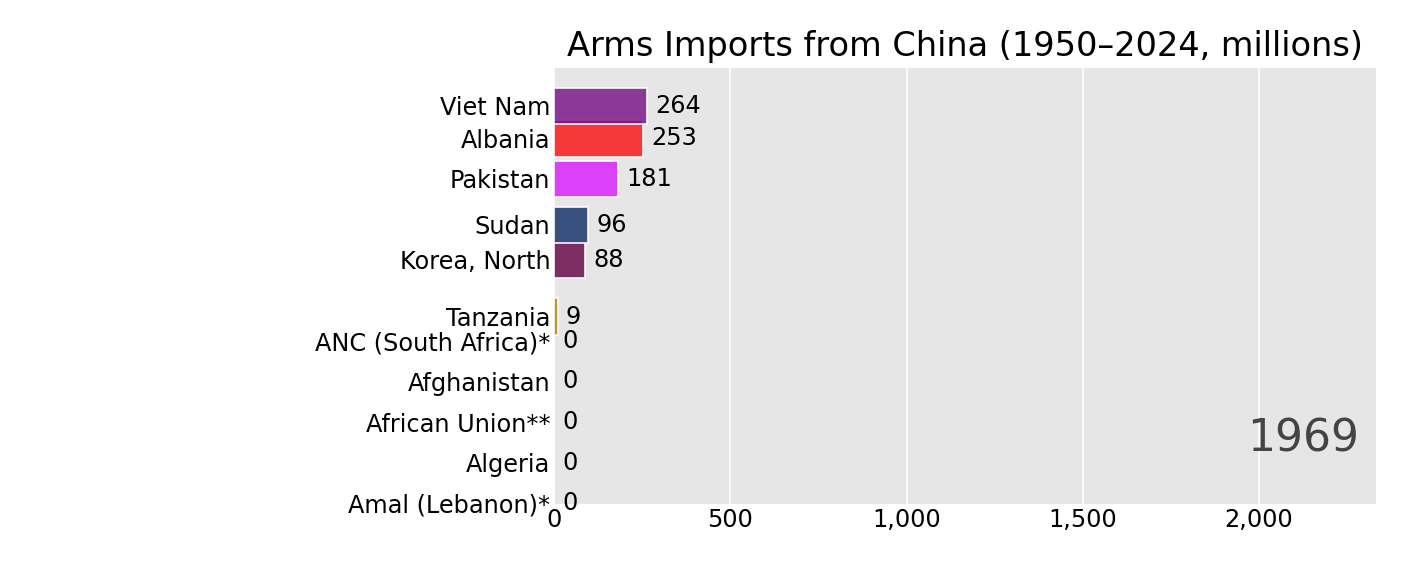 Arms Imports from China (1950–2024, millions)
Viet Nam 264
Albania 253
Pakistan 181
Sudan 96
Korea, North 88
Tanzania 9
ANC (South Africa)* 0
Afghanistan 0
African Union** 0
1969
Algeria 0
Amal (Lebanon)* 0
0 500 1,000 1,500 2,000